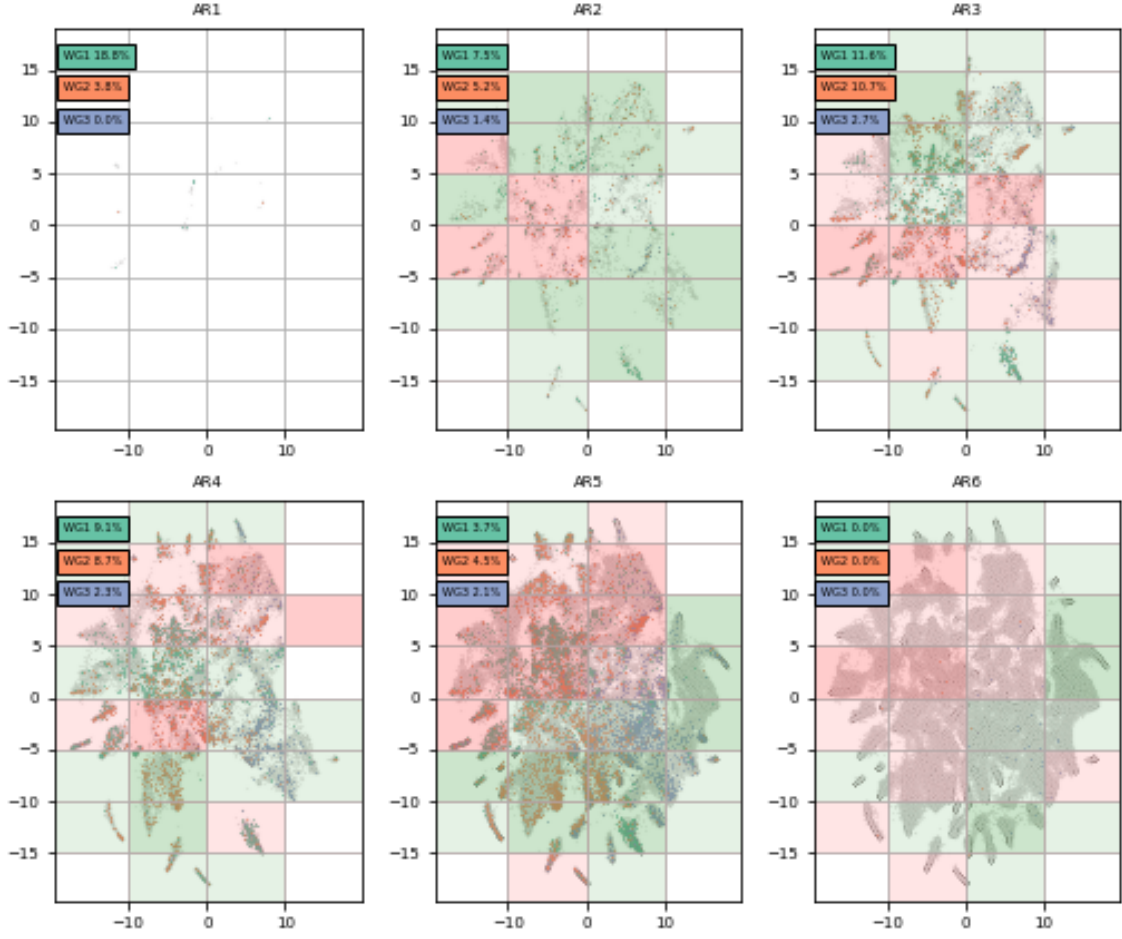 AR1
AR2
AR3
WG1 18.8%
WG2 3.8%
WG3 0.0%
15
10
5
0
−5
−10
−15
−10 0 10
WG1 7.5%
WG2 5.2%
WG3 1.4%
15
10
5
0
−5
−10
−15
−10 0 10
WG1 11.6%
WG2 10.7%
WG3 2.7%
15
10
5
0
−5
−10
−15
−10 0 10
AR4
AR5
AR6
WG1 9.1%
WG2 8.7%
WG3 2.3%
15
10
5
0
−5
−10
−15
−10 0 10
WG1 3.7%
WG2 4.5%
WG3 2.1%
15
10
5
0
−5
−10
−15
−10 0 10
WG1 0.0%
WG2 0.0%
WG3 0.0%
15
10
5
0
−5
−10
−15
−10 0 10